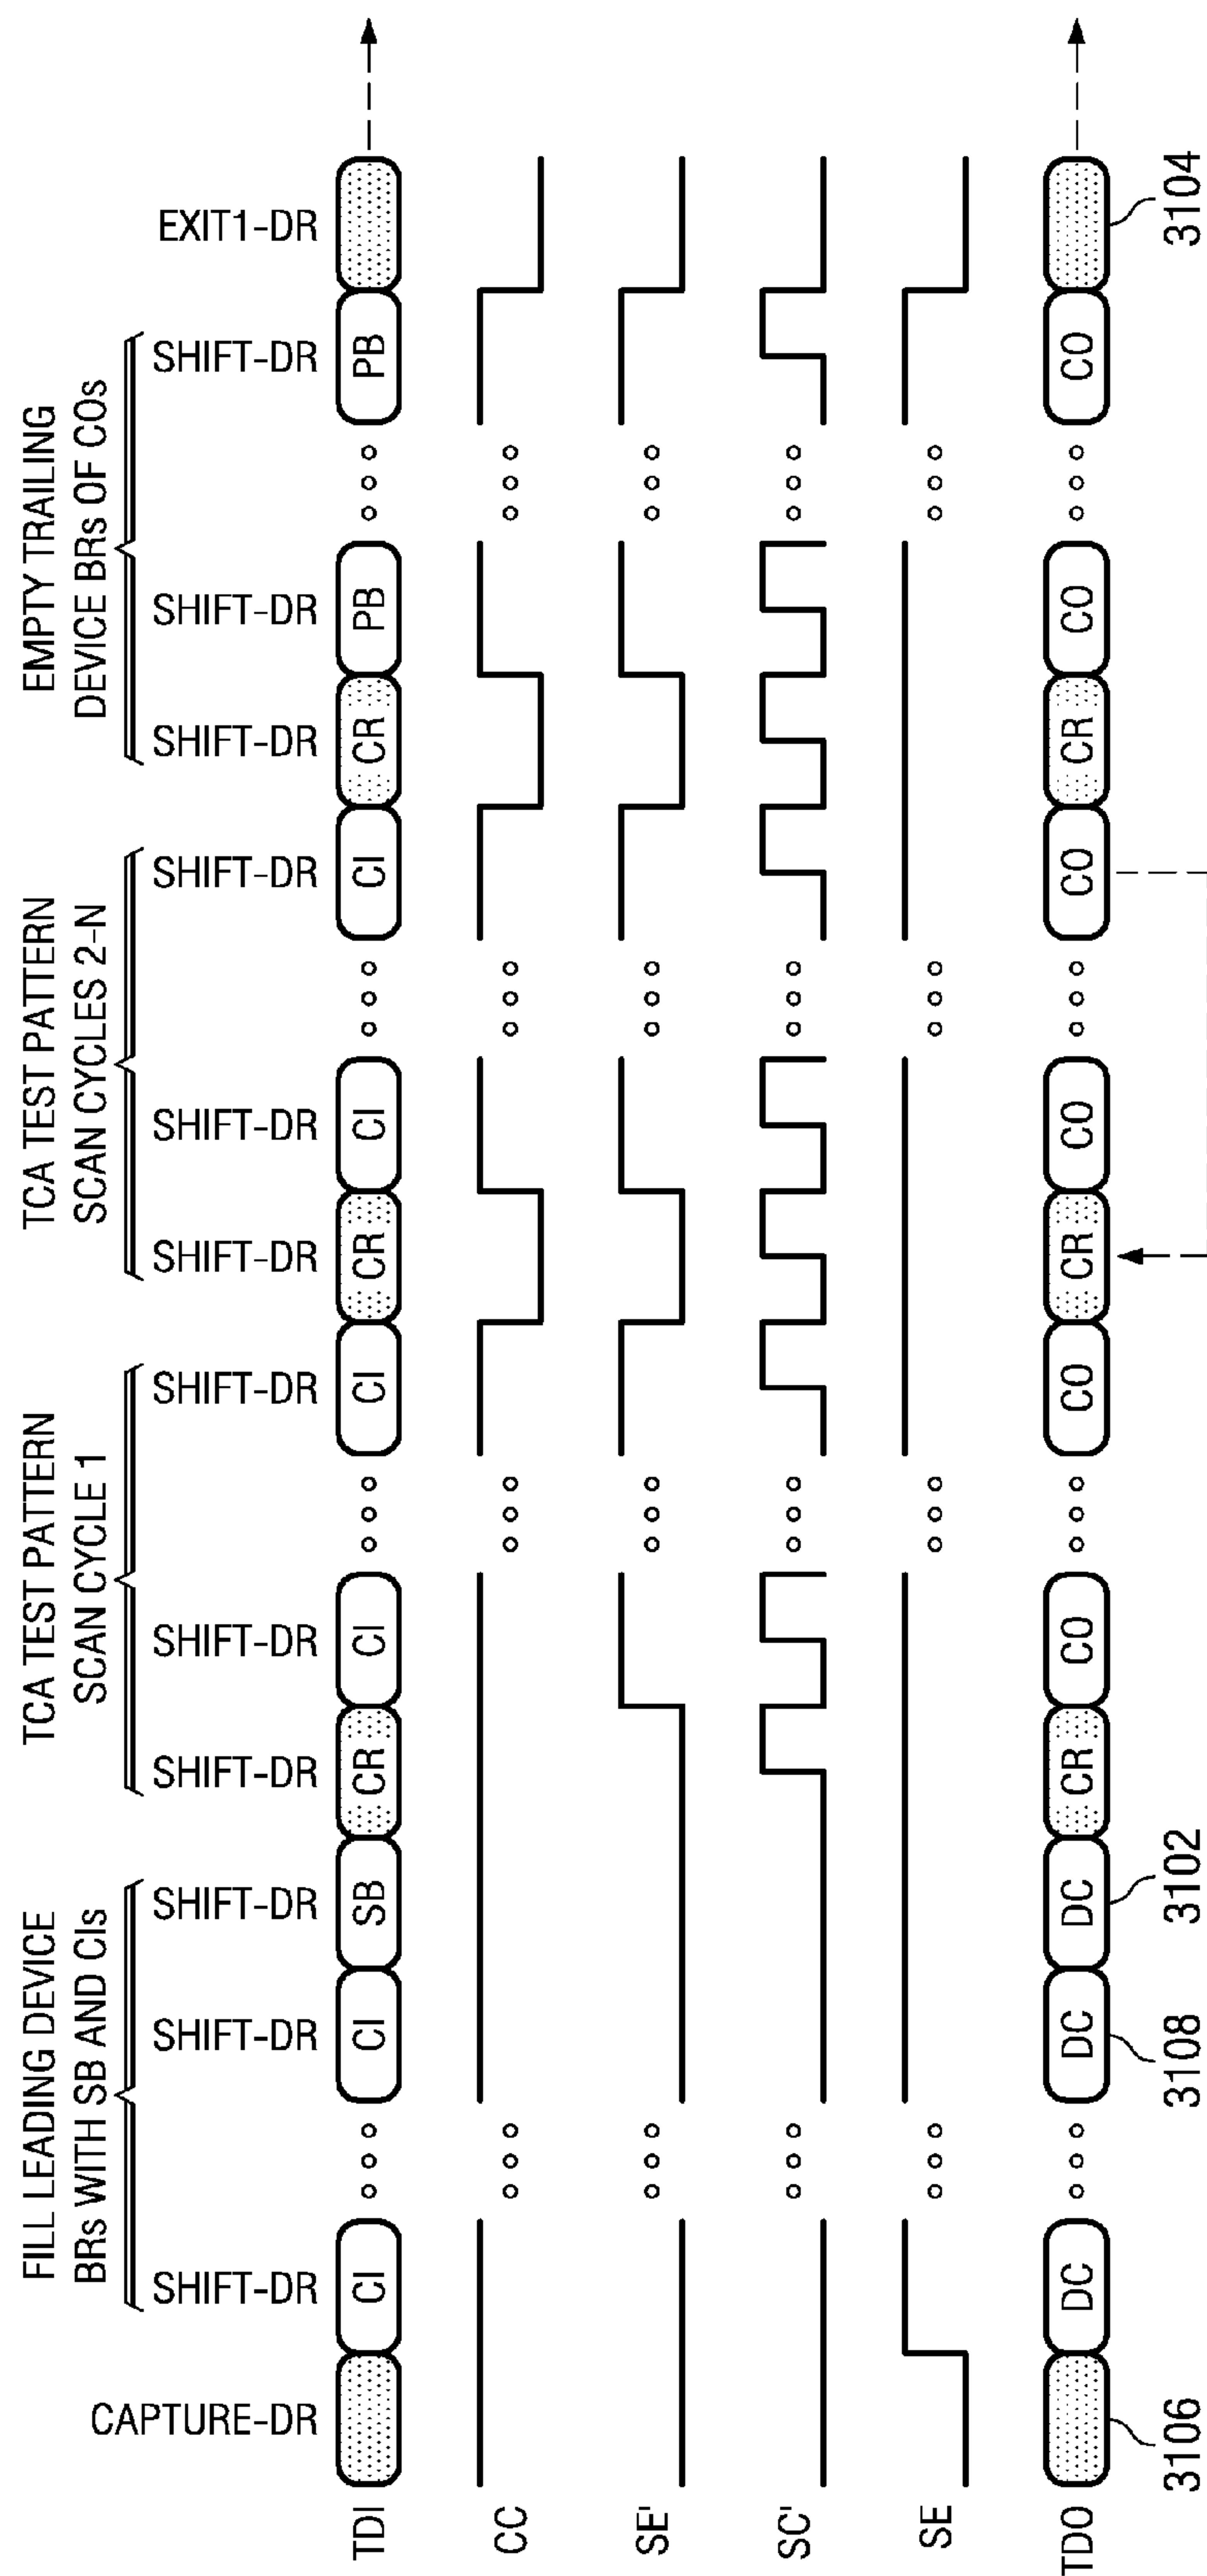 FILL LEADING DEVICE
BRs WITH SB AND CIs
TCA TEST PATTERN
SCAN CYCLE 1
TCA TEST PATTERN
SCAN CYCLES 2-N
EMPTY TRAILING
DEVICE BRs OF COs
CAPTURE-DR SHIFT-DR SHIFT-DR SHIFT-DR SHIFT-DR SHIFT-DR SHIFT-DR SHIFT-DR SHIFT-DR SHIFT-DR SHIFT-DR SHIFT-DR SHIFT-DR EXIT1-DR
TDI CI CI SB CR CI CI CR CI CI CR PB PB
CC
SE'
SC'
SE
TDO DC DC DC CR CO CO CR CO CO CR CO CO
3106 3108 3102 3104